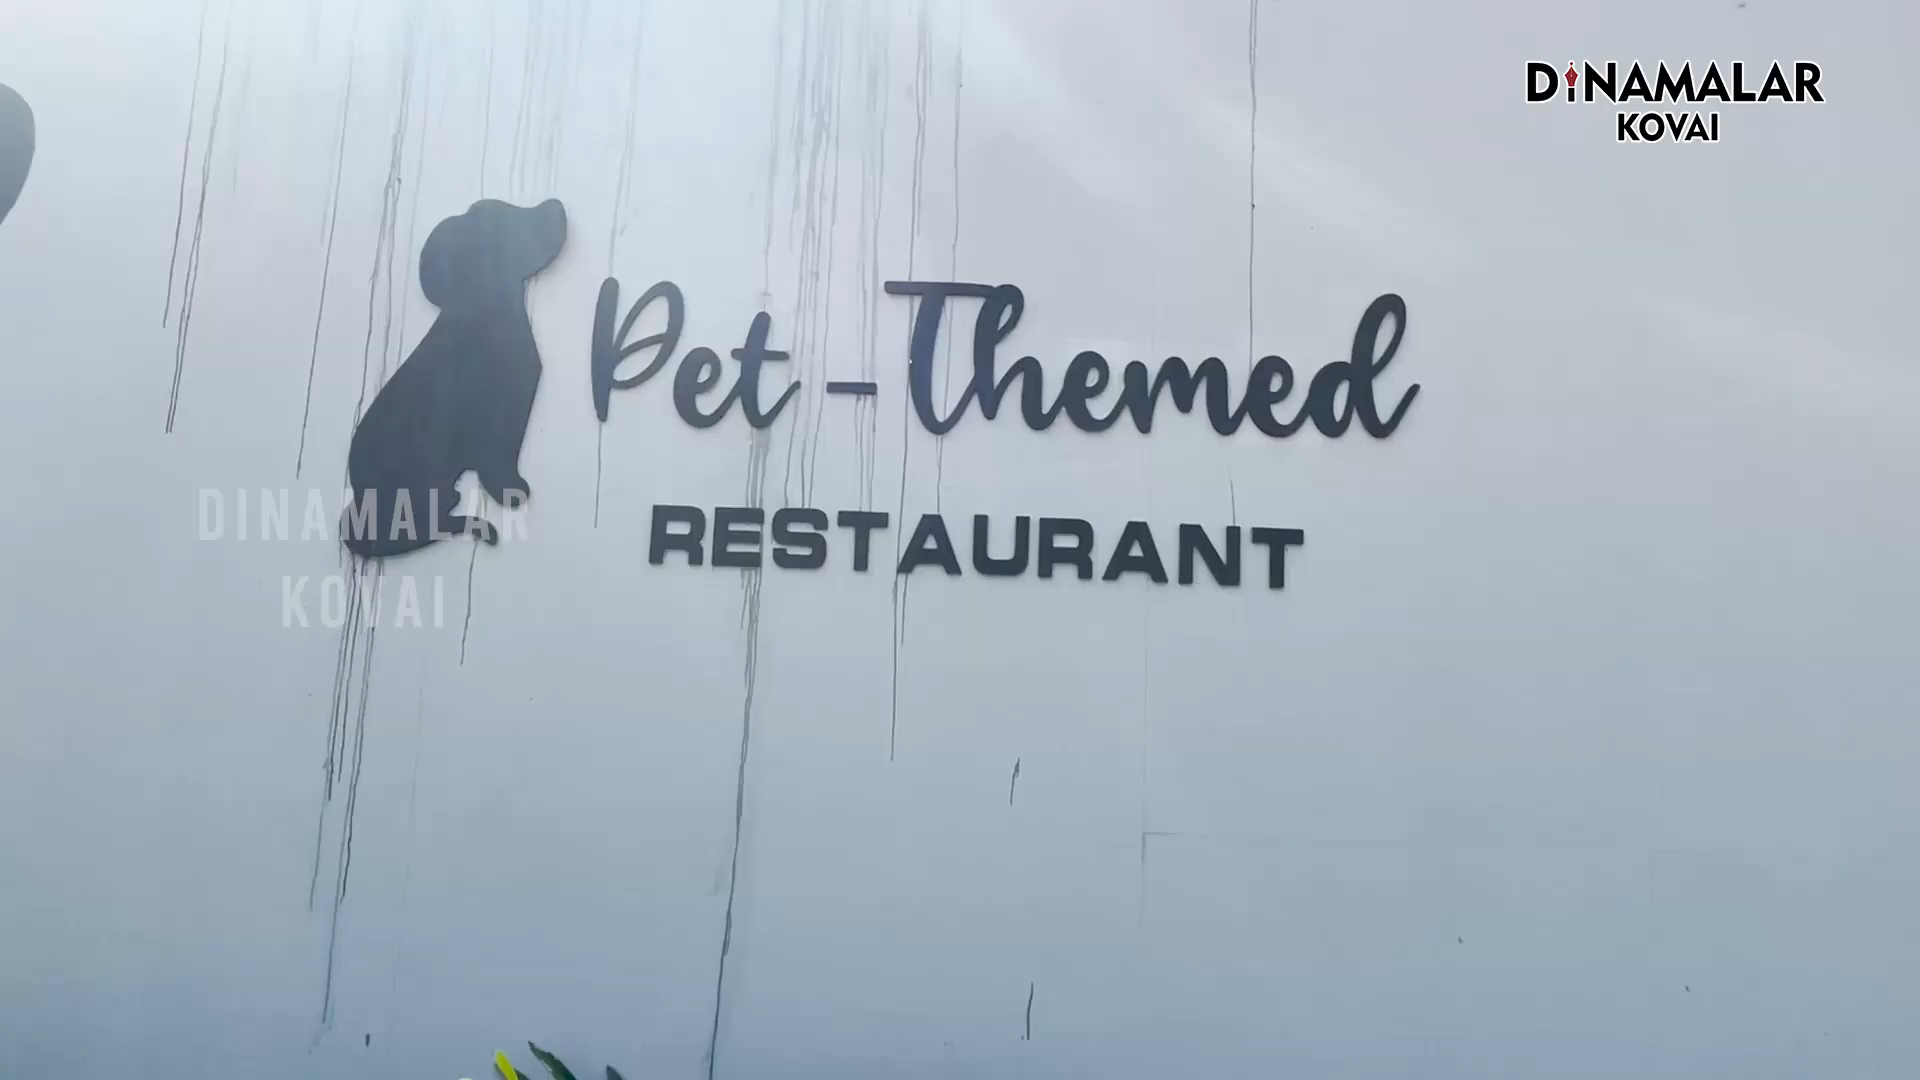 DINAMALAR
KOVAI
Pet-Themed
RESTAURANT
DINAMALAR
KOVAI